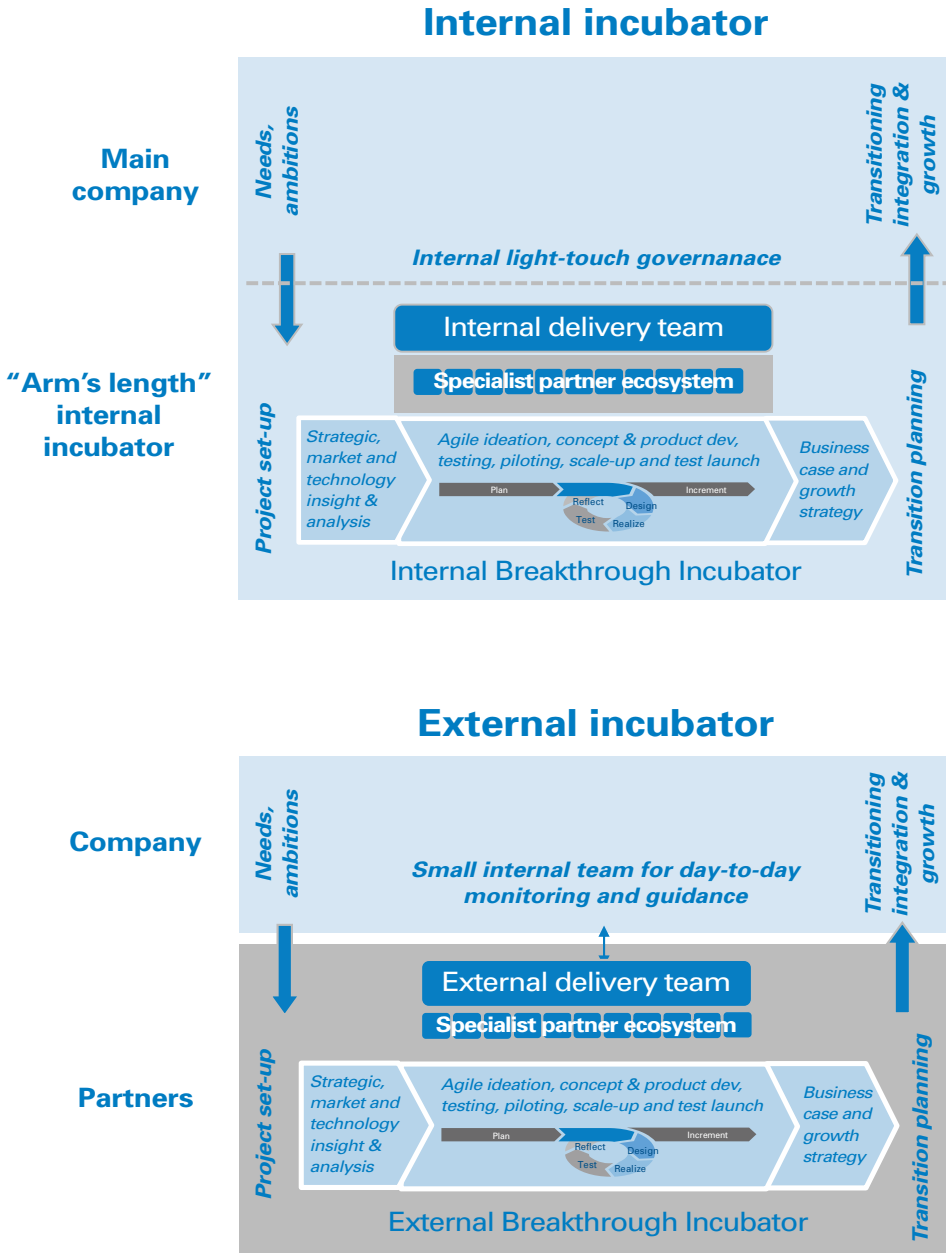 Internal incubator
Main
company
Needs,
ambitions
Transitioning
integration &
growth
Internal light-touch governanace
"Arm's length"
internal
incubator
Internal delivery team
Specialist partner ecosystem
Project set-up
Strategic,
market and
technology
insight &
analysis
Agile ideation, concept & product dev,
testing, piloting, scale-up and test launch
Plan
Increment
Reflect
Design
Test
Realize
Business
case and
growth
strategy
Transition planning
Internal Breakthrough Incubator
External incubator
Company
Needs,
ambitions
Transitioning
integration &
growth
Small internal team for day-to-day
monitoring and guidance
Partners
External delivery team
Specialist partner ecosystem
Project set-up
Strategic,
market and
technology
insight &
analysis
Agile ideation, concept & product dev,
testing, piloting, scale-up and test launch
Plan
Increment
Reflect
Design
Test
Realize
Business
case and
growth
strategy
Transition planning
External Breakthrough Incubator